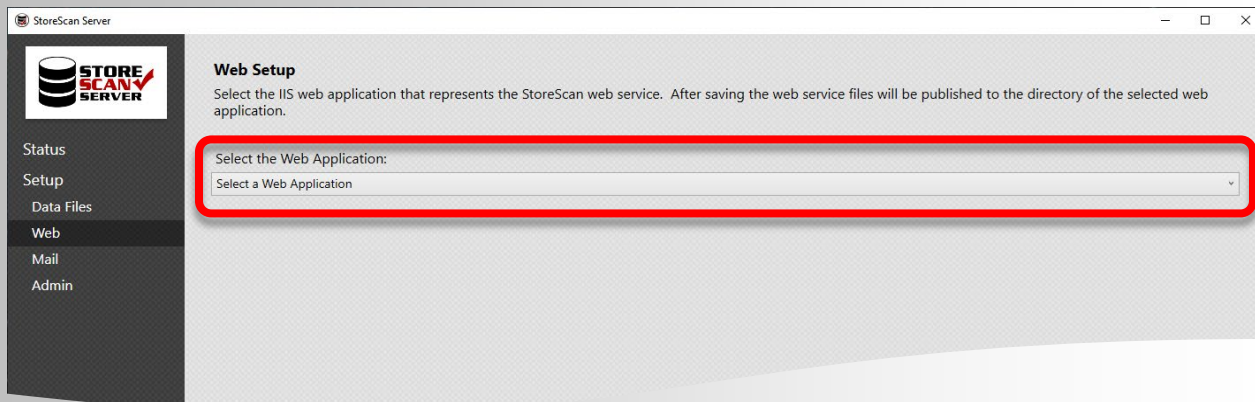 StoreScan Server
STORE
SCAN
SERVER
Status
Setup
Data Files
Web
Mail
Admin
Web Setup
Select the IIS web application that represents the StoreScan web service.  After saving the web service files will be published to the directory of the selected web
application.
Select the Web Application:
Select a Web Application